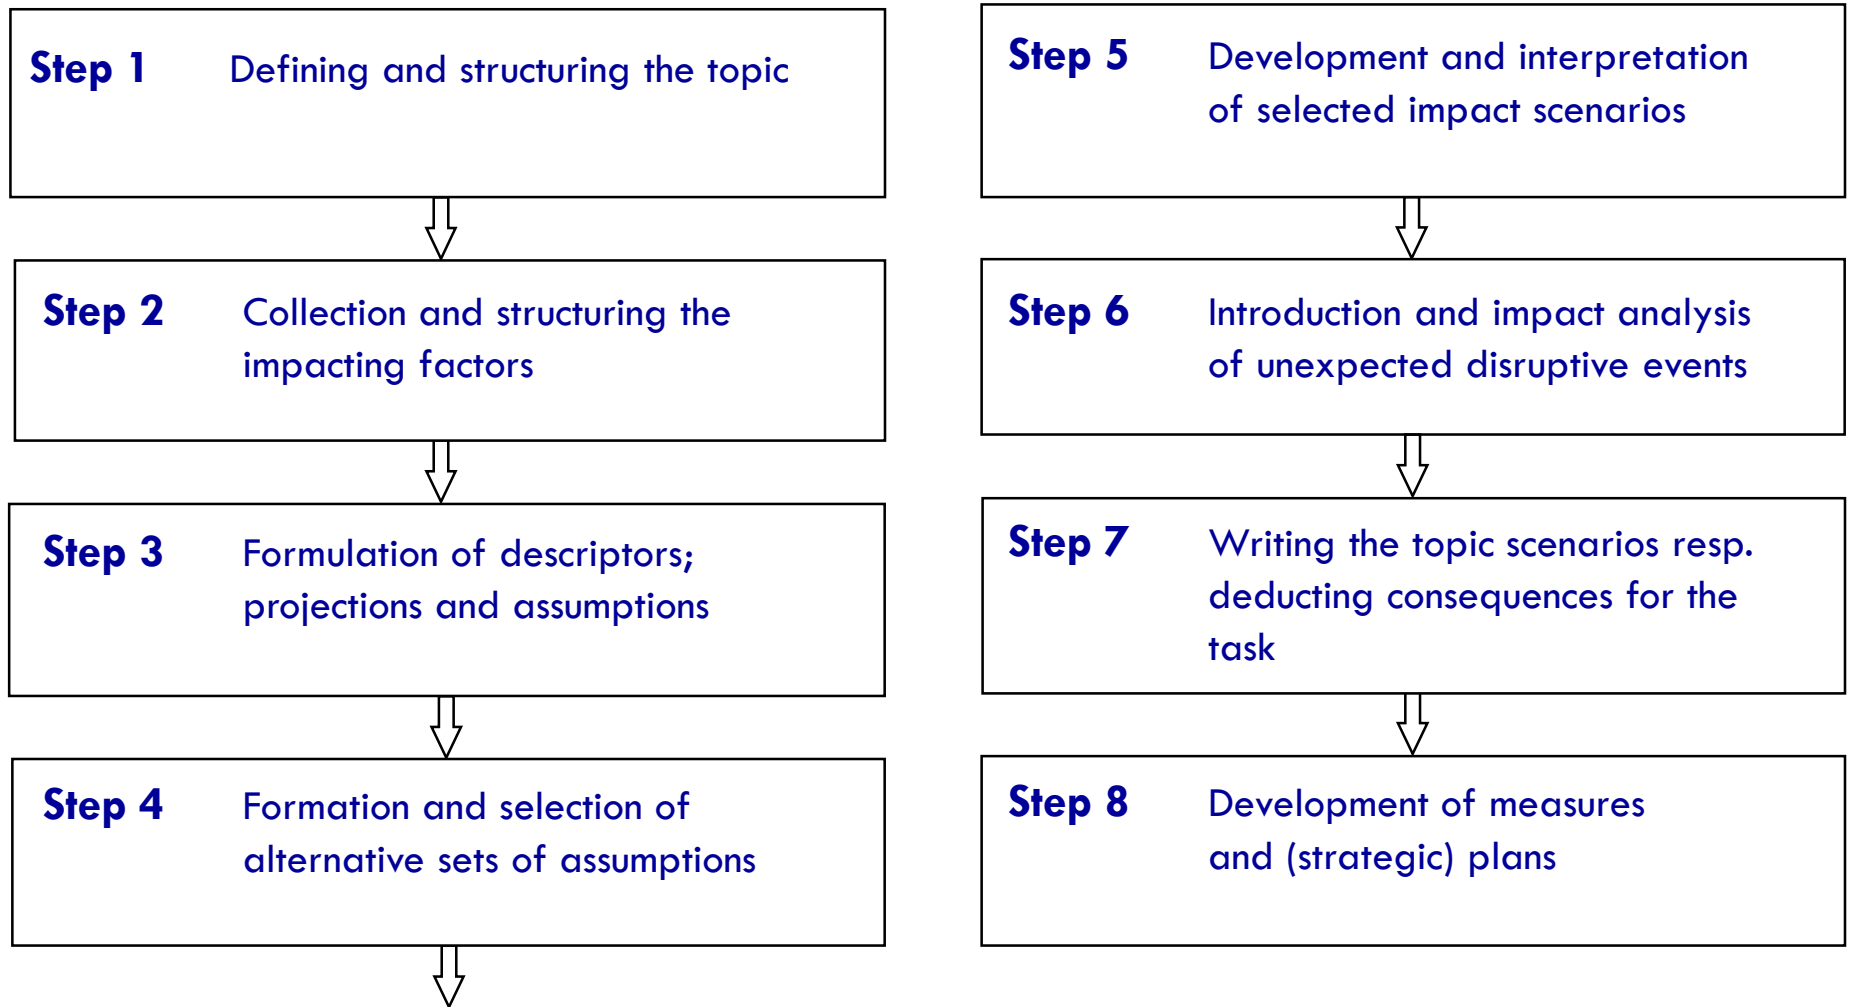 Step 1 Defining and structuring the topic
Step 2 Collection and structuring the
impacting factors
Step 3 Formulation of descriptors;
projections and assumptions
Step 4 Formation and selection of
alternative sets of assumptions
Step 5 Development and interpretation
of selected impact scenarios
Step 6 Introduction and impact analysis
of unexpected disruptive events
Step 7 Writing the topic scenarios resp.
deducting consequences for the
task
Step 8 Development of measures
and (strategic) plans